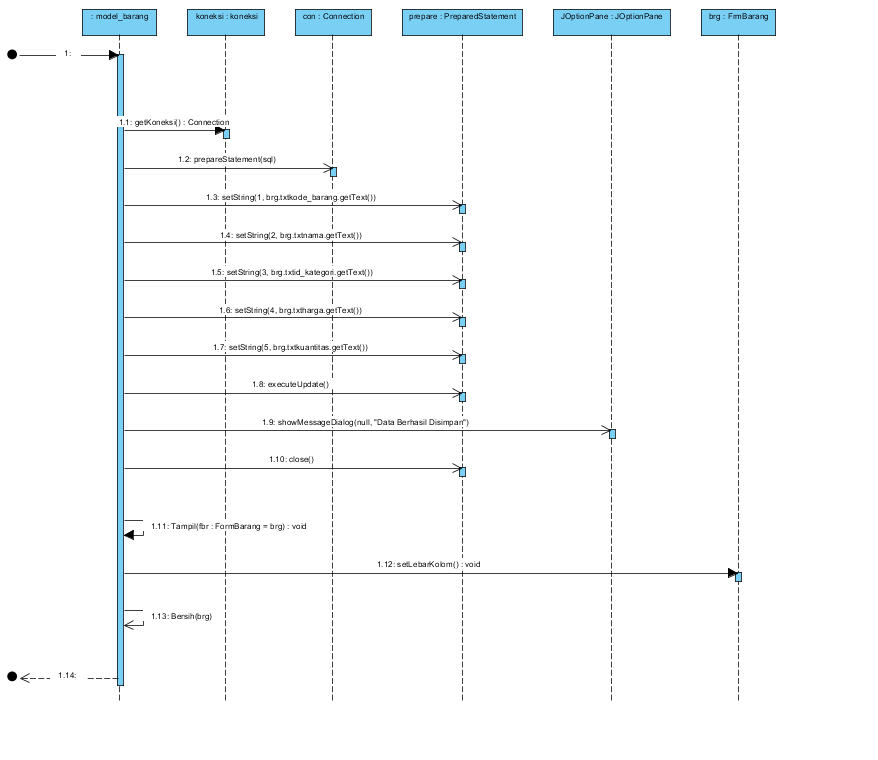 : model_barang
koneksi : koneksi
con : Connection
prepare : PreparedStatement
JOptionPane : JOptionPane
brg : FrmBarang
1:
1.1: getKoneksi() : Connection
1.2: prepareStatement(sql)
1.3: setString(1, brg.txtkode_barang.getText())
1.4: setString(2, brg.txtnama.getText())
1.5: setString(3, brg.txtid_kategori.getText())
1.6: setString(4, brg.txtharga.getText())
1.7: setString(5, brg.txtkuantitas.getText())
1.8: executeUpdate()
1.9: showMessageDialog(null, "Data Berhasil Disimpan")
1.10: close()
1.11: Tampil(fbr : FormBarang = brg) : void
1.12: setLebarKolom() : void
1.13: Bersih(brg)
1.14: